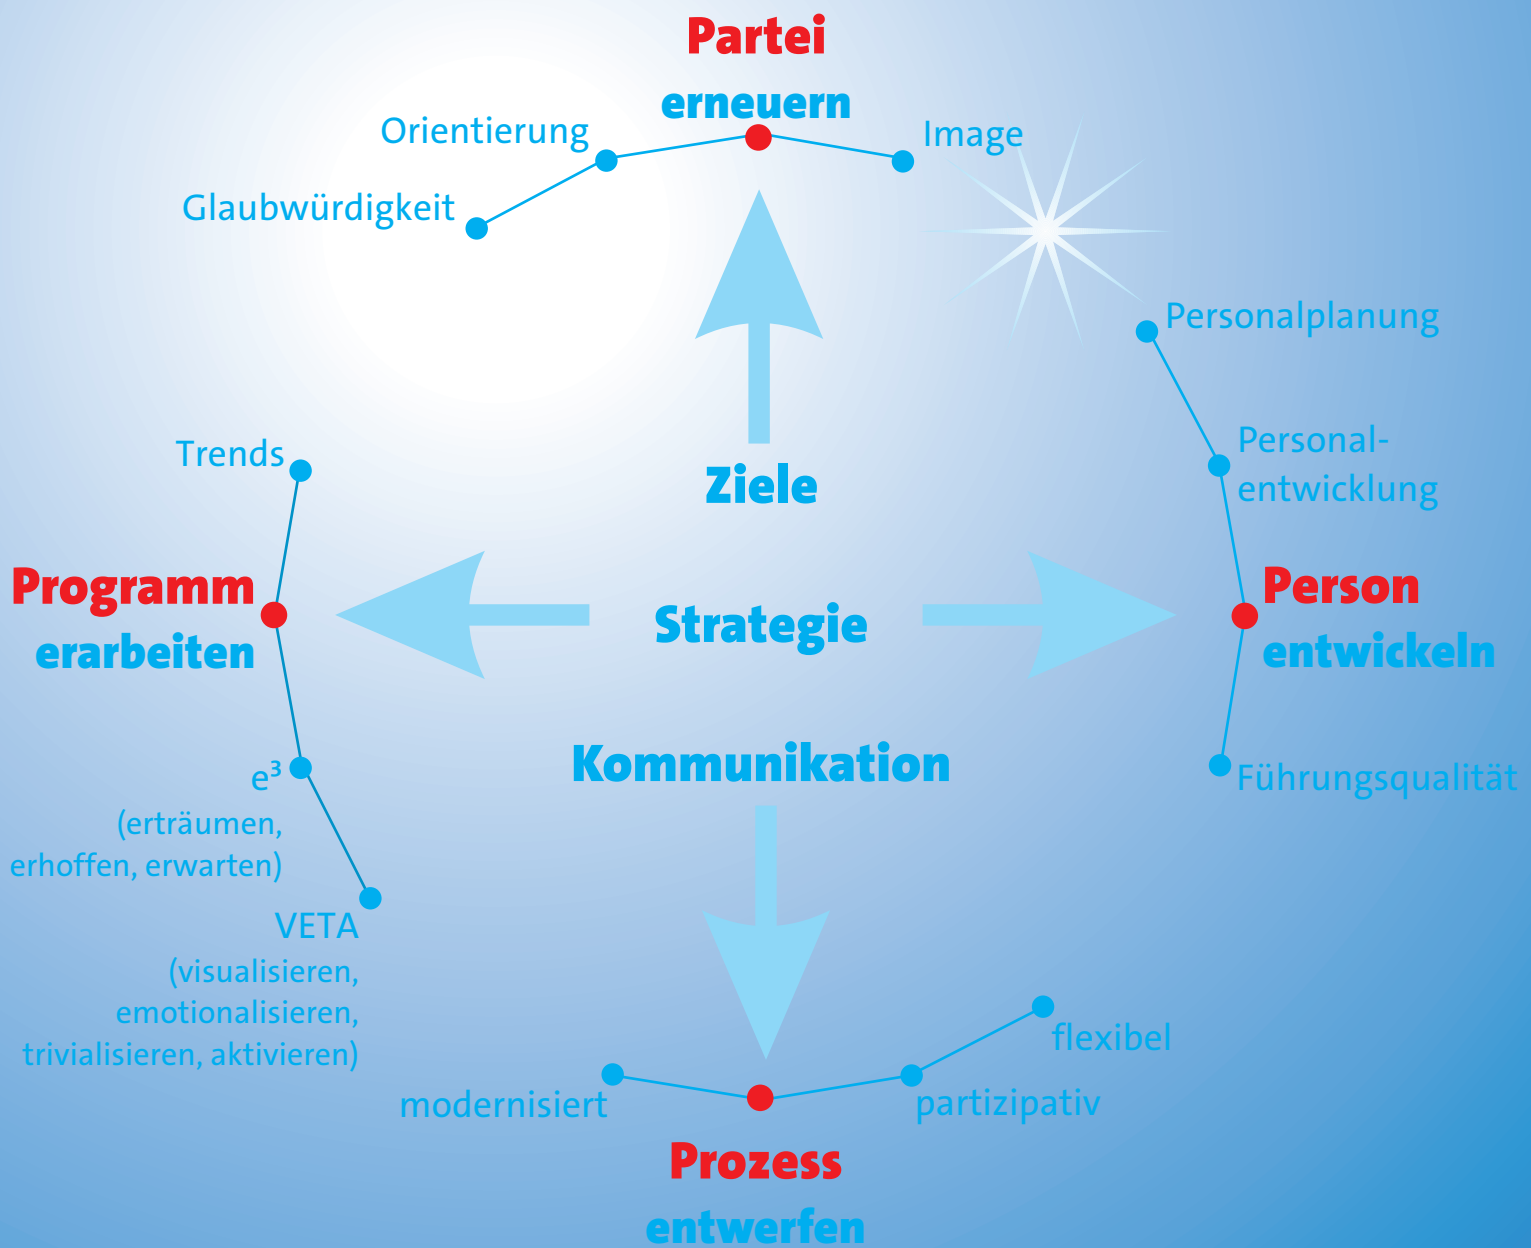 Partei
erneuern
Orientierung
Image
Glaubwürdigkeit
Personalplanung
Personal-
entwicklung
Trends
Ziele
Programm
erarbeiten
Strategie
Person
entwickeln
Kommunikation
e³
(erträumen,
erhoffen, erwarten)
Führungsqualität
VETA
(visualisieren,
emotionalisieren,
trivialisieren, aktivieren)
flexibel
modernisiert
partizipativ
Prozess
entwerfen